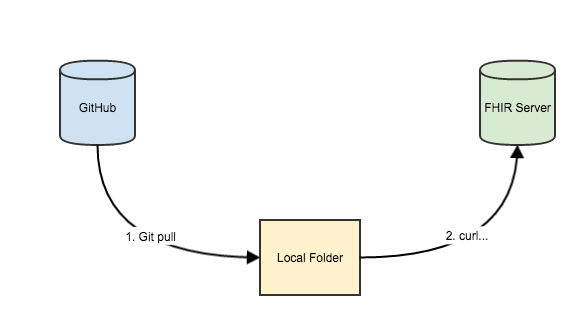 GitHub
FHIR Server
1. Git pull
2. curl...
Local Folder